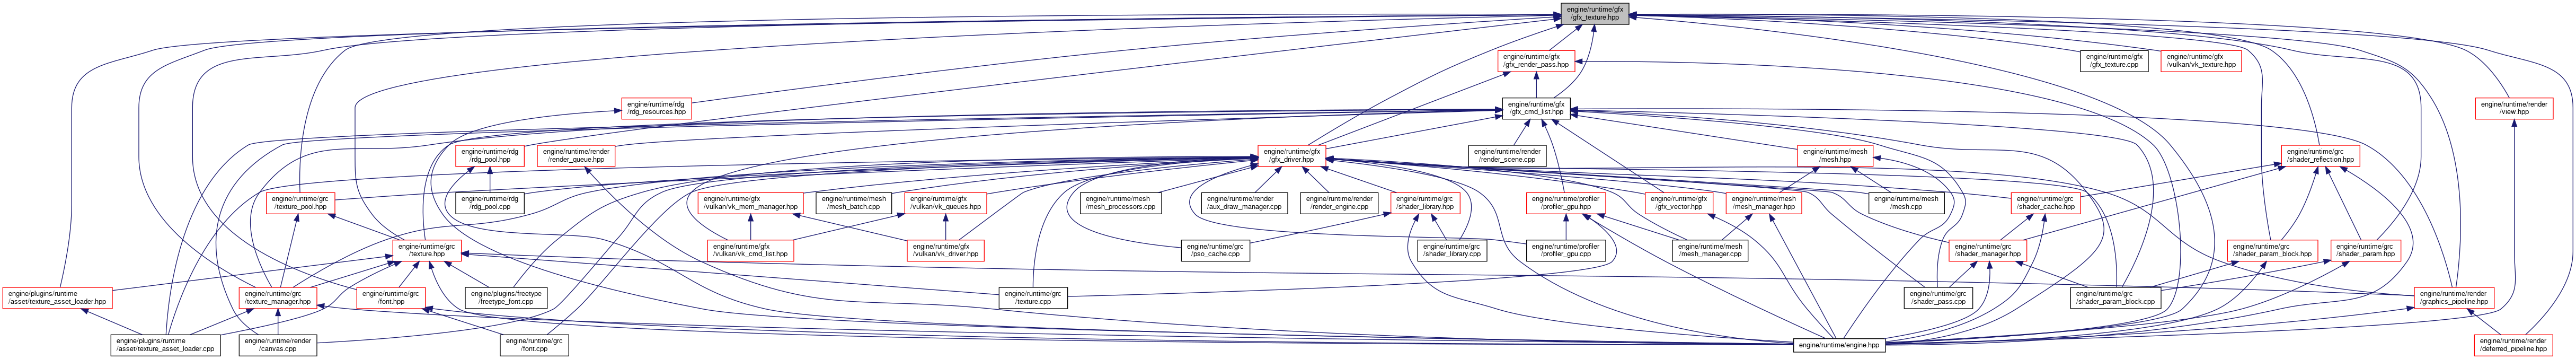 engine/runtime/gfx
/gfx_texture.hpp
engine/runtime/gfx
/gfx_render_pass.hpp
engine/runtime/gfx
/gfx_texture.cpp
engine/runtime/gfx
vulkan/vk_texture.hpp
engine/runtime/rdg
/rdg_resources.hpp
engine/runtime/gfx
/gfx_cmd_list.hpp
engine/runtime/render
/view.hpp
engine/runtime/rdg
/rdg_pool.hpp
engine/runtime/render
/render_queue.hpp
engine/runtime/gfx
/gfx_driver.hpp
engine/runtime/render
/render_scene.cpp
engine/runtime/mesh
/mesh.hpp
engine/runtime/grc
/shader_reflection.hpp
engine/runtime/grc
/texture_pool.hpp
engine/runtime/rdg
/rdg_pool.cpp
engine/runtime/gfx
/vulkan/vk_mem_manager.hpp
engine/runtime/mesh
/mesh_batch.cpp
engine/runtime/gfx
/vulkan/vk_queues.hpp
engine/runtime/mesh
/mesh_processors.cpp
engine/runtime/render
/aux_draw_manager.cpp
engine/runtime/render
/render_engine.cpp
engine/runtime/grc
/shader_library.hpp
engine/runtime/profiler
/profiler_gpu.hpp
engine/runtime/gfx
/gfx_vector.hpp
engine/runtime/mesh
/mesh_manager.hpp
engine/runtime/mesh
/mesh.cpp
engine/runtime/grc
/shader_cache.hpp
engine/runtime/grc
/texture.hpp
engine/runtime/gfx
/vulkan/vk_cmd_list.hpp
engine/runtime/gfx
/vulkan/vk_driver.hpp
engine/runtime/grc
/pso_cache.cpp
engine/runtime/grc
/shader_library.cpp
engine/runtime/profiler
/profiler_gpu.cpp
engine/runtime/mesh
/mesh_manager.cpp
engine/runtime/grc
/shader_manager.hpp
engine/runtime/grc
/shader_param_block.hpp
engine/runtime/grc
/shader_param.hpp
engine/plugins/runtime
/asset/texture_asset_loader.hpp
engine/runtime/grc
/texture_manager.hpp
engine/runtime/grc
/font.hpp
engine/plugins/freetype
/freetype_font.cpp
engine/runtime/grc
/texture.cpp
engine/runtime/grc
/shader_pass.cpp
engine/runtime/grc
/shader_param_block.cpp
engine/runtime/render
/graphics_pipeline.hpp
engine/plugins/runtime
/asset/texture_asset_loader.cpp
engine/runtime/render
/canvas.cpp
engine/runtime/grc
/font.cpp
engine/runtime/engine.hpp
engine/runtime/render
/deferred_pipeline.hpp